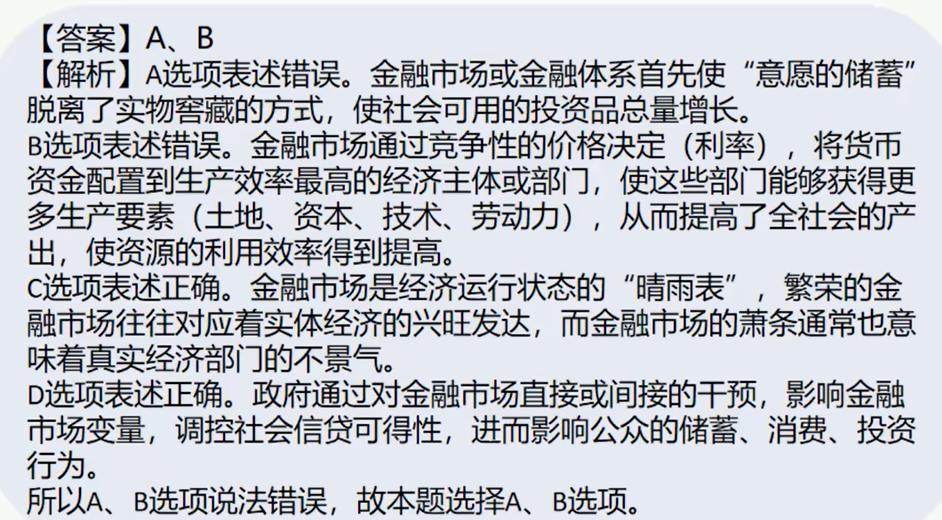 【答案】A、B
【解析】A选项表述错误。金融市场或金融体系首先使“意愿的储蓄”
脱离了实物窖藏的方式，使社会可用的投资品总量增长。
B选项表述错误。金融市场通过竞争性的价格决定（利率），将货币
资金配置到生产效率最高的经济主体或部门，使这些部门能够获得更
多生产要素（土地、资本、技术、劳动力），从而提高了全社会的产
出，使资源的利用效率得到提高。
C选项表述正确。金融市场是经济运行状态的“晴雨表”，繁荣的金
融市场往往对应着实体经济的兴旺发达，而金融市场的萧条通常也意
味着真实经济部门的不景气。
D选项表述正确。政府通过对金融市场直接或间接的干预，影响金融
市场变量，调控社会信贷可得性，进而影响公众的储蓄、消费、投资
行为。
所以A、B选项说法错误，故本题选择A、B选项。